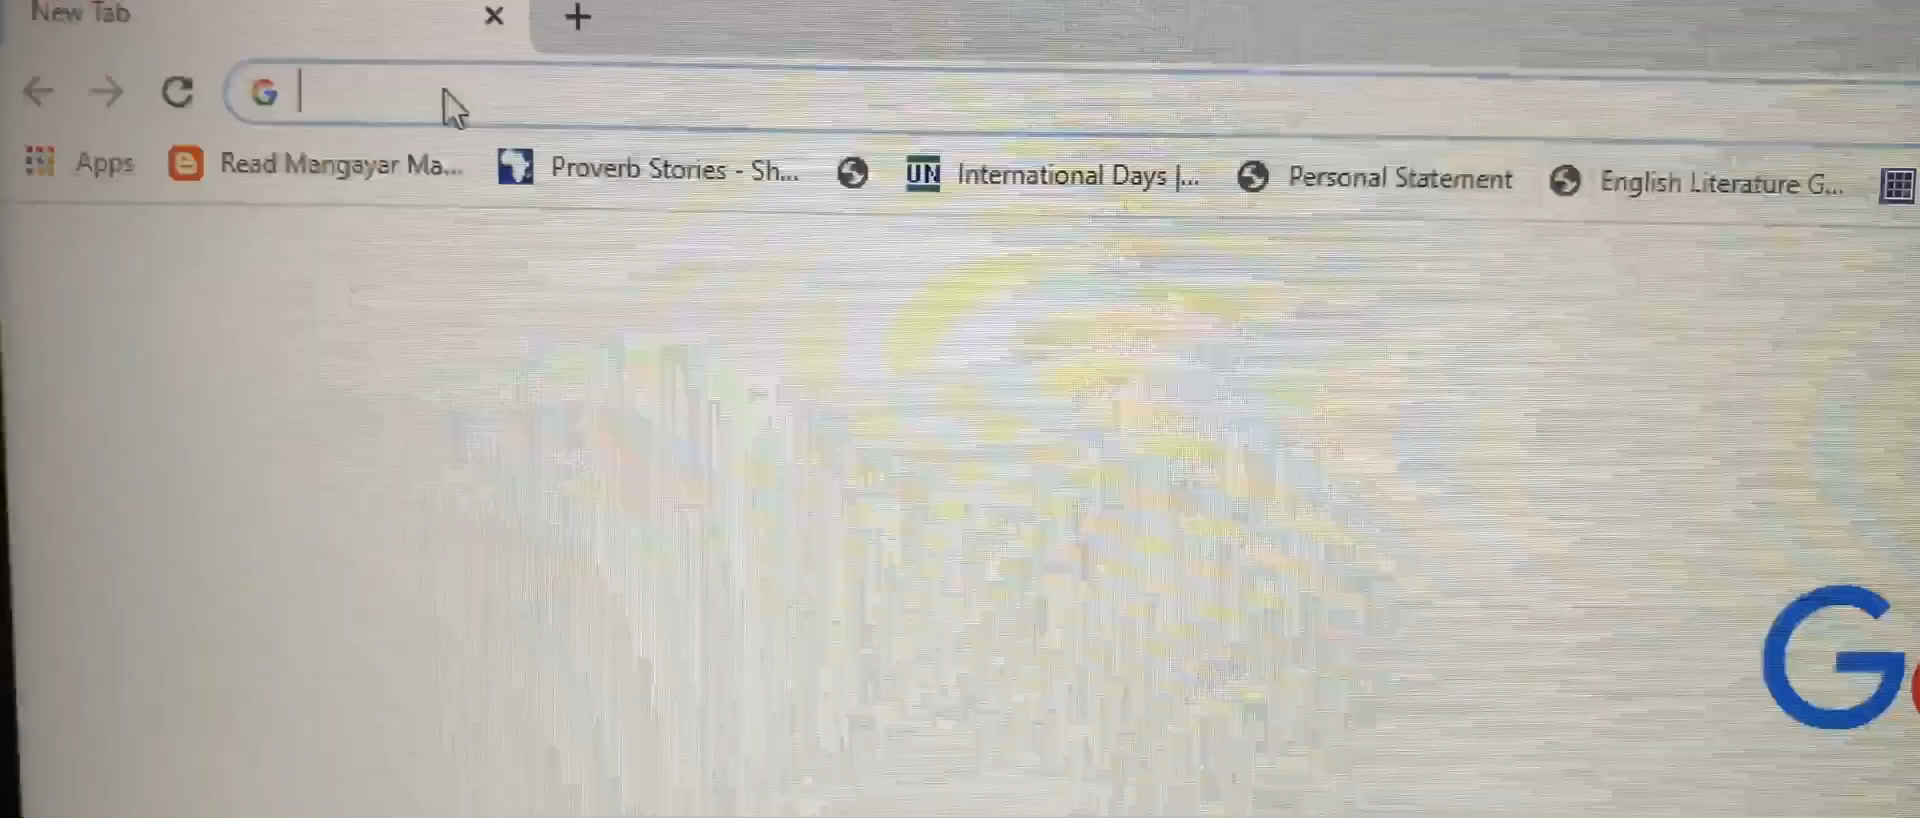 New Tab
G
Apps Read Mangayar Ma... Proverb Stories - Sh... UN International Days |... Personal Statement English Literature G...
G